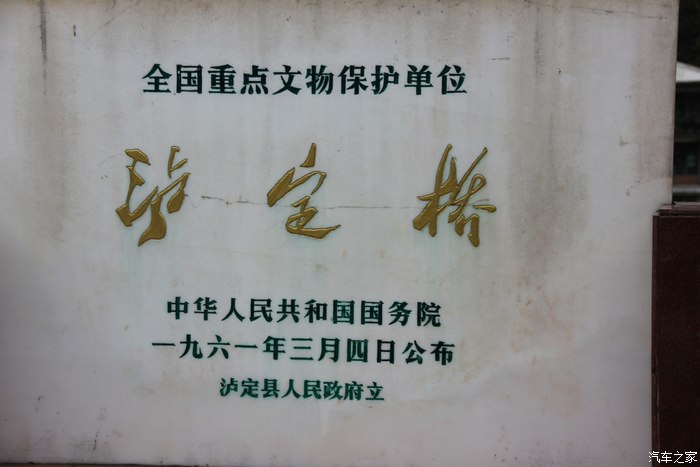 全国重点文物保护单位
泸定桥
中华人民共和国国务院
一九六一年三月四日公布
泸定县人民政府立
汽车之家